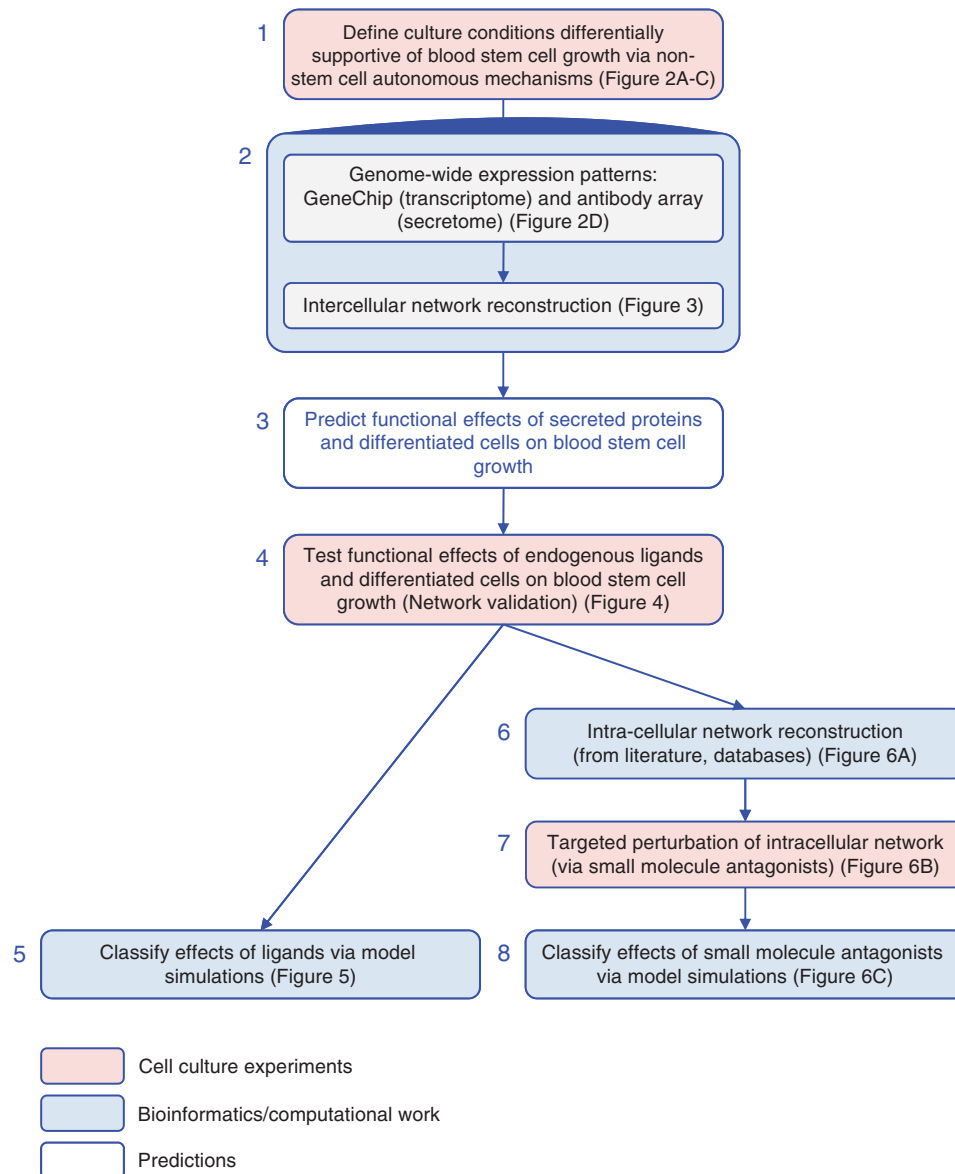 1
Define culture conditions differentially
supportive of blood stem cell growth via non-
stem cell autonomous mechanisms (Figure 2A-C)
2
Genome-wide expression patterns:
GeneChip (transcriptome) and antibody array
(secretome) (Figure 2D)
Intercellular network reconstruction (Figure 3)
3
Predict functional effects of secreted proteins
and differentiated cells on blood stem cell
growth
4
Test functional effects of endogenous ligands
and differentiated cells on blood stem cell
growth (Network validation) (Figure 4)
6
Intra-cellular network reconstruction
(from literature, databases) (Figure 6A)
7
Targeted perturbation of intracellular network
(via small molecule antagonists) (Figure 6B)
5
Classify effects of ligands via model
simulations (Figure 5)
8
Classify effects of small molecule antagonists
via model simulations (Figure 6C)
Cell culture experiments
Bioinformatics/computational work
Predictions